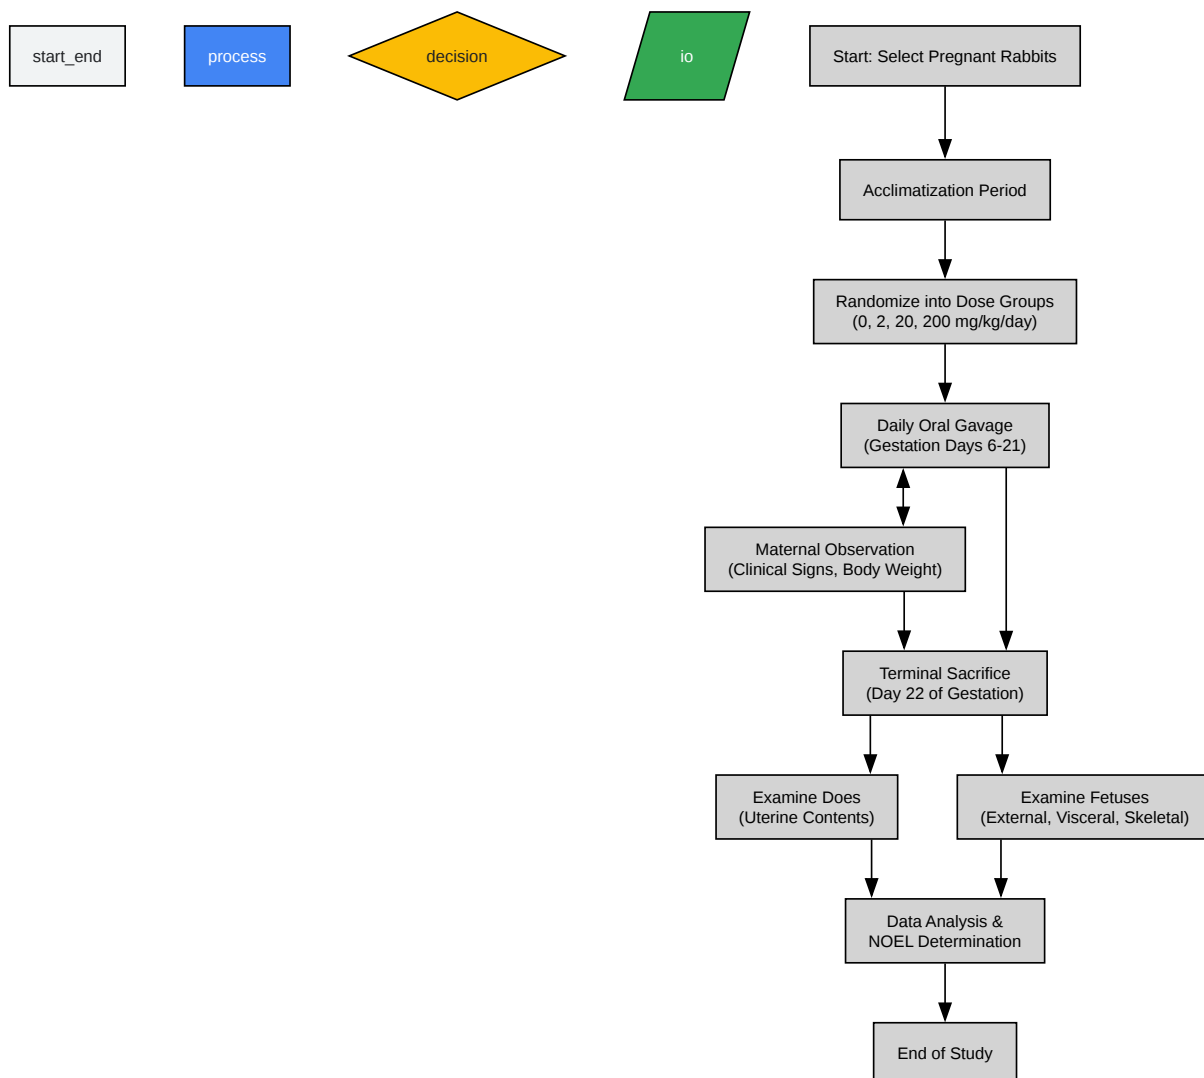 start_end
process
decision
io
Start: Select Pregnant Rabbits
Acclimatization Period
Randomize into Dose Groups
(0, 2, 20, 200 mg/kg/day)
Daily Oral Gavage
(Gestation Days 6-21)
Maternal Observation
(Clinical Signs, Body Weight)
Terminal Sacrifice
(Day 22 of Gestation)
Examine Does
(Uterine Contents)
Examine Fetuses
(External, Visceral, Skeletal)
Data Analysis &
NOEL Determination
End of Study